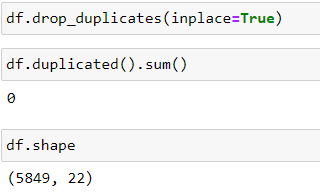 df.drop_duplicates(inplace=True)
df.duplicated().sum()
0
df.shape
(5849, 22)